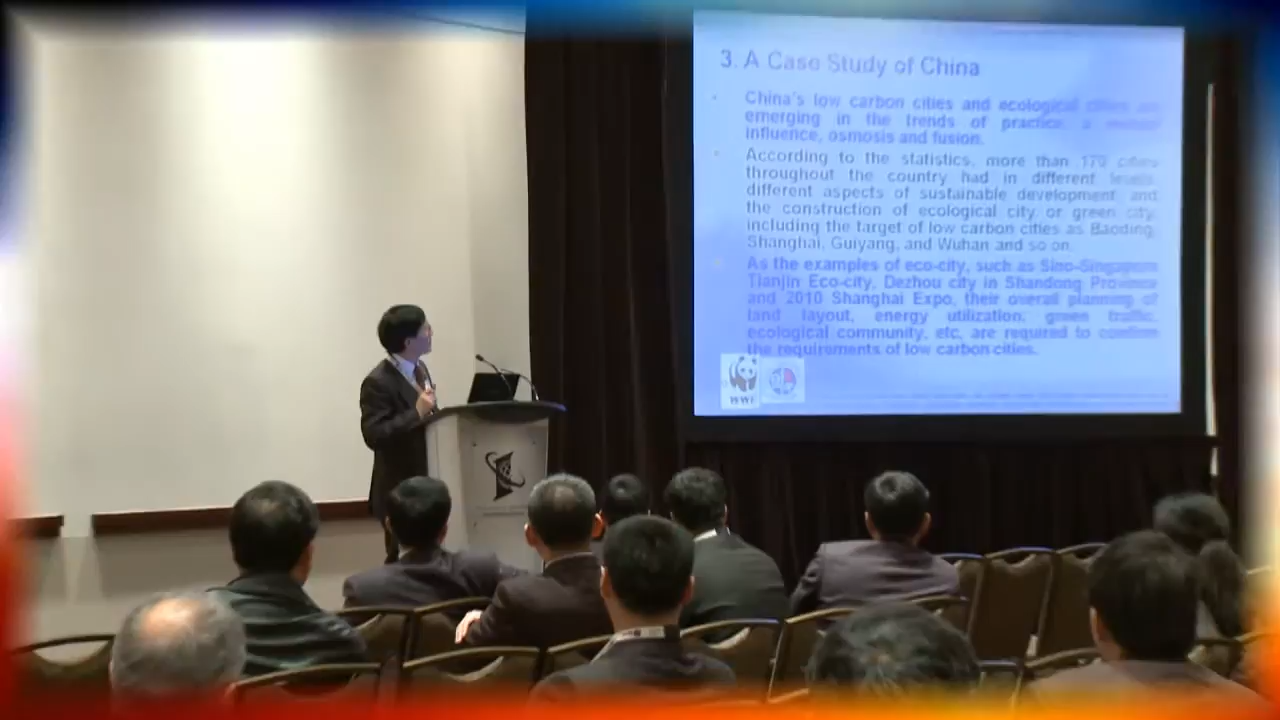 3. A Case Study of China
China's low carbon cities and ecological cities are
emerging in the trends of practice, a mutual
influence, osmosis and fusion.
According to the statistics, more than 170 cities
throughout the country had in different levels,
different aspects of sustainable development, and
the construction of ecological city or green city,
including the target of low carbon cities as Baoding,
Shanghai, Guiyang, and Wuhan and so on.
As the examples of eco-city, such as Sino-Singapore
Tianjin Eco-city, Dezhou city in Shandong Province
and 2010 Shanghai Expo, their overall planning of
land layout, energy utilization, green traffic,
ecological community, etc, are required to confirm
the requirements of low carbon cities.
WWF